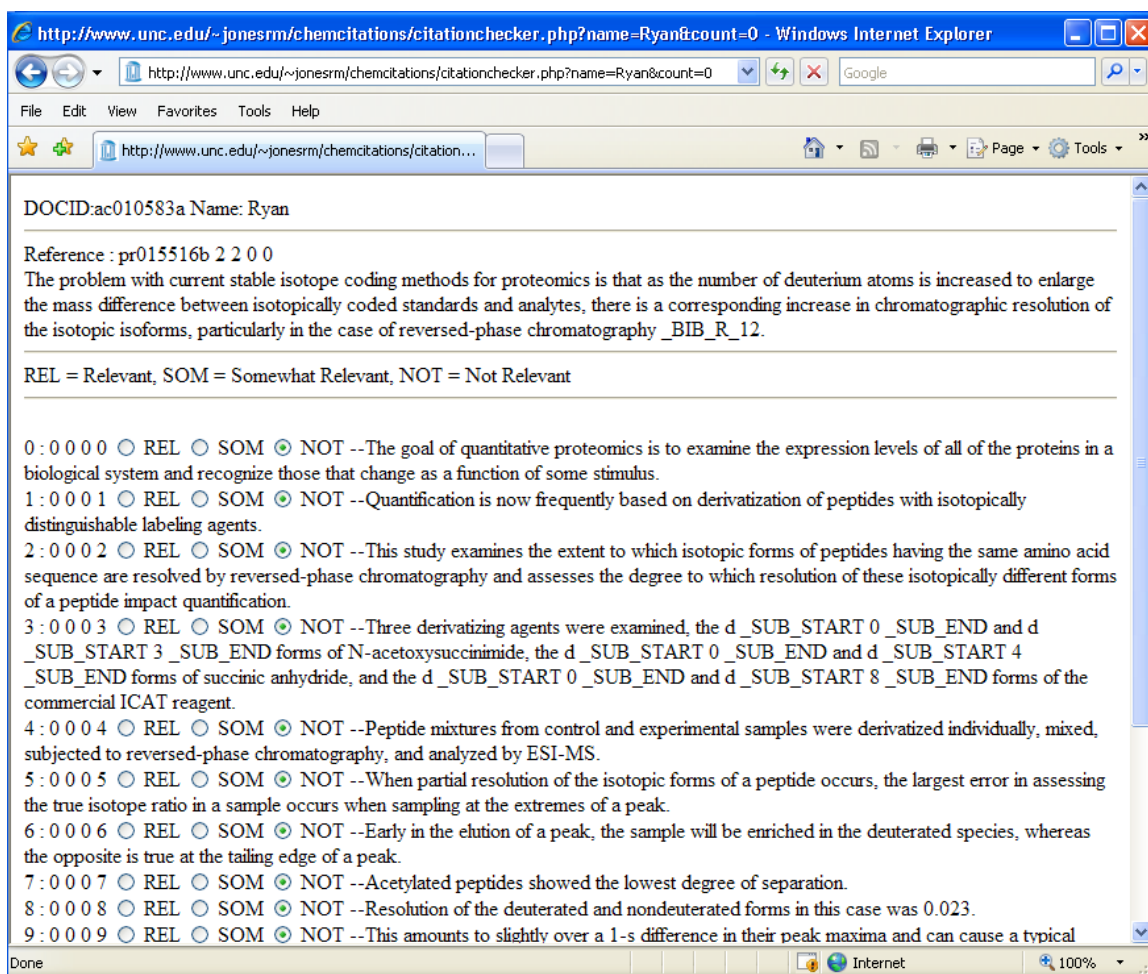 http://www.unc.edu/~jonesrm/chemcitations/citationchecker.php?name=Ryan&count=0 - Windows Internet Explorer
http://www.unc.edu/~jonesrm/chemcitations/citationchecker.php?name=Ryan&count=0 Google
File Edit View Favorites Tools Help
http://www.unc.edu/~jonesrm/chemcitations/citation... Page Tools »
DOCID:ac010583a Name: Ryan
Reference : pr015516b 2 2 0 0
The problem with current stable isotope coding methods for proteomics is that as the number of deuterium atoms is increased to enlarge
the mass difference between isotopically coded standards and analytes, there is a corresponding increase in chromatographic resolution of
the isotopic isoforms, particularly in the case of reversed-phase chromatography _BIB_R_12.
REL = Relevant, SOM = Somewhat Relevant, NOT = Not Relevant
0 : 0 0 0 0 REL SOM NOT --The goal of quantitative proteomics is to examine the expression levels of all of the proteins in a
biological system and recognize those that change as a function of some stimulus.
1 : 0 0 0 1 REL SOM NOT --Quantification is now frequently based on derivatization of peptides with isotopically
distinguishable labeling agents.
2 : 0 0 0 2 REL SOM NOT --This study examines the extent to which isotopic forms of peptides having the same amino acid
sequence are resolved by reversed-phase chromatography and assesses the degree to which resolution of these isotopically different forms
of a peptide impact quantification.
3 : 0 0 0 3 REL SOM NOT --Three derivatizing agents were examined, the d _SUB_START 0 _SUB_END and d
_SUB_START 3 _SUB_END forms of N-acetoxysuccinimide, the d _SUB_START 0 _SUB_END and d _SUB_START 4
_SUB_END forms of succinic anhydride, and the d _SUB_START 0 _SUB_END and d _SUB_START 8 _SUB_END forms of the
commercial ICAT reagent.
4 : 0 0 0 4 REL SOM NOT --Peptide mixtures from control and experimental samples were derivatized individually, mixed,
subjected to reversed-phase chromatography, and analyzed by ESI-MS.
5 : 0 0 0 5 REL SOM NOT --When partial resolution of the isotopic forms of a peptide occurs, the largest error in assessing
the true isotope ratio in a sample occurs when sampling at the extremes of a peak.
6 : 0 0 0 6 REL SOM NOT --Early in the elution of a peak, the sample will be enriched in the deuterated species, whereas
the opposite is true at the tailing edge of a peak.
7 : 0 0 0 7 REL SOM NOT --Acetylated peptides showed the lowest degree of separation.
8 : 0 0 0 8 REL SOM NOT --Resolution of the deuterated and nondeuterated forms in this case was 0.023.
9 : 0 0 0 9 REL SOM NOT --This amounts to slightly over a 1-s difference in their peak maxima and can cause a typical
Done Internet 100%